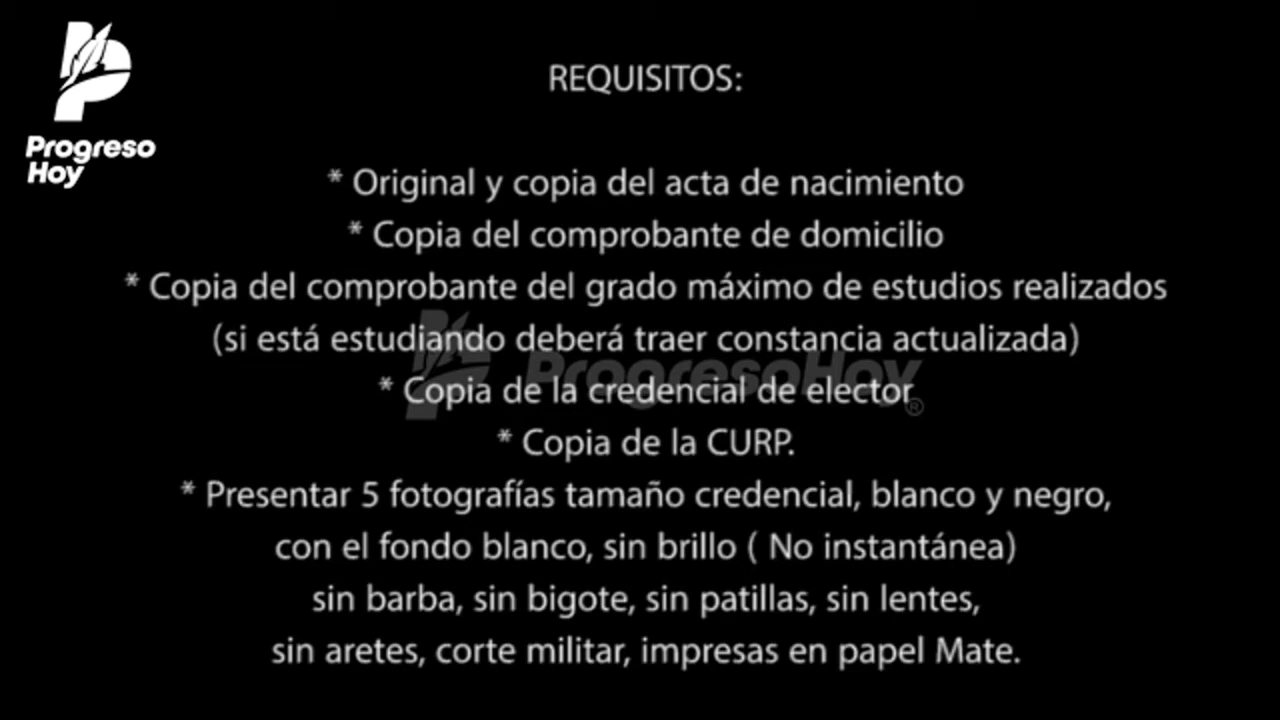 Progreso
Hoy
REQUISITOS:
* Original y copia del acta de nacimiento
* Copia del comprobante de domicilio
* Copia del comprobante del grado máximo de estudios realizados
(si está estudiando deberá traer constancia actualizada)
ProgresoHoy®
* Copia de la credencial de elector
* Copia de la CURP.
* Presentar 5 fotografías tamaño credencial, blanco y negro,
con el fondo blanco, sin brillo ( No instantánea)
sin barba, sin bigote, sin patillas, sin lentes,
sin aretes, corte militar, impresas en papel Mate.